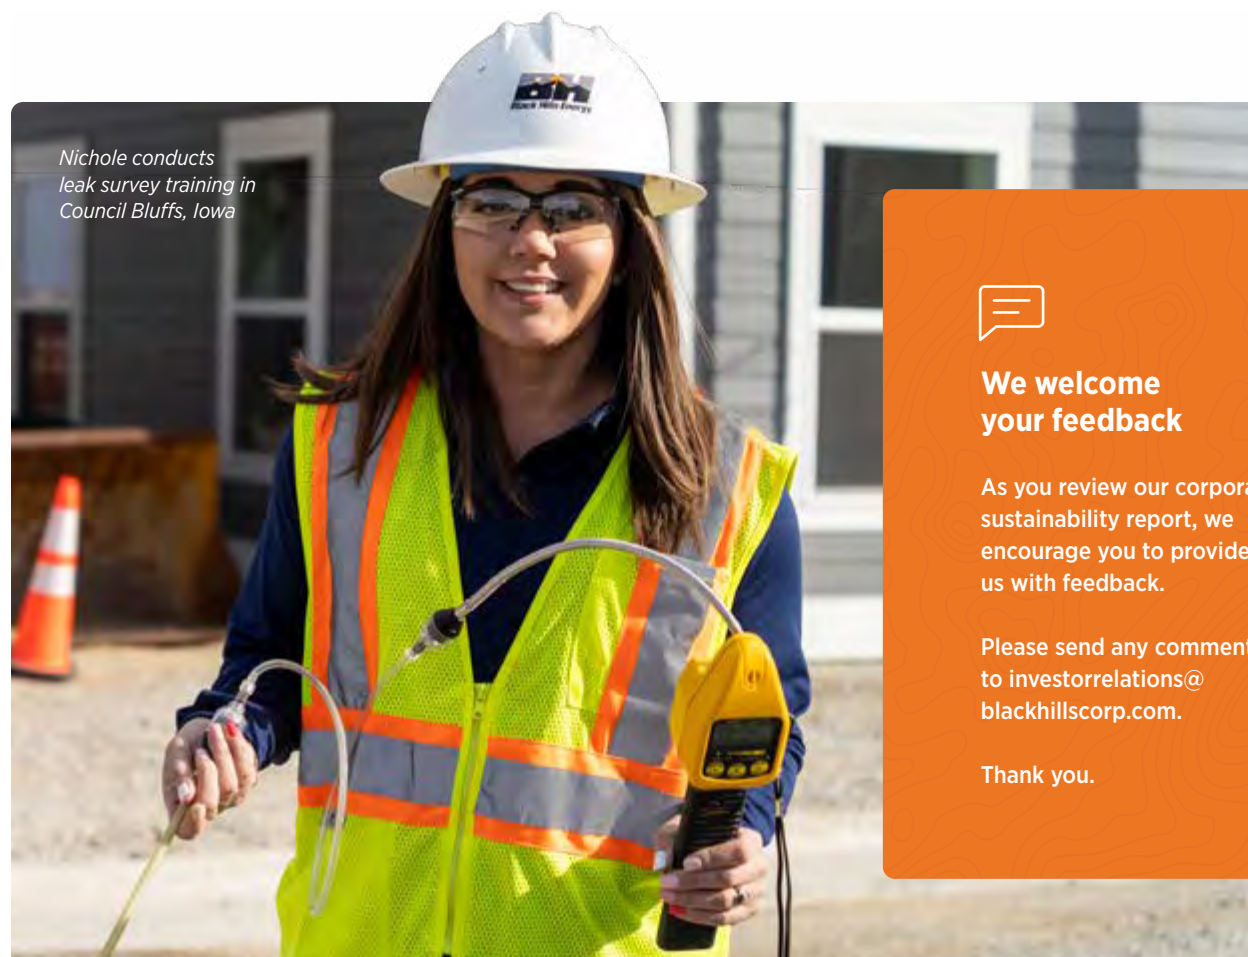 Black Hills Energy
Nichole conducts
leak survey training in
Council Bluffs, Iowa
We welcome
your feedback
As you review our corpora
sustainability report, we
encourage you to provide
us with feedback.
Please send any comment
to investorrelations@
blackhillscorp.com.
Thank you.